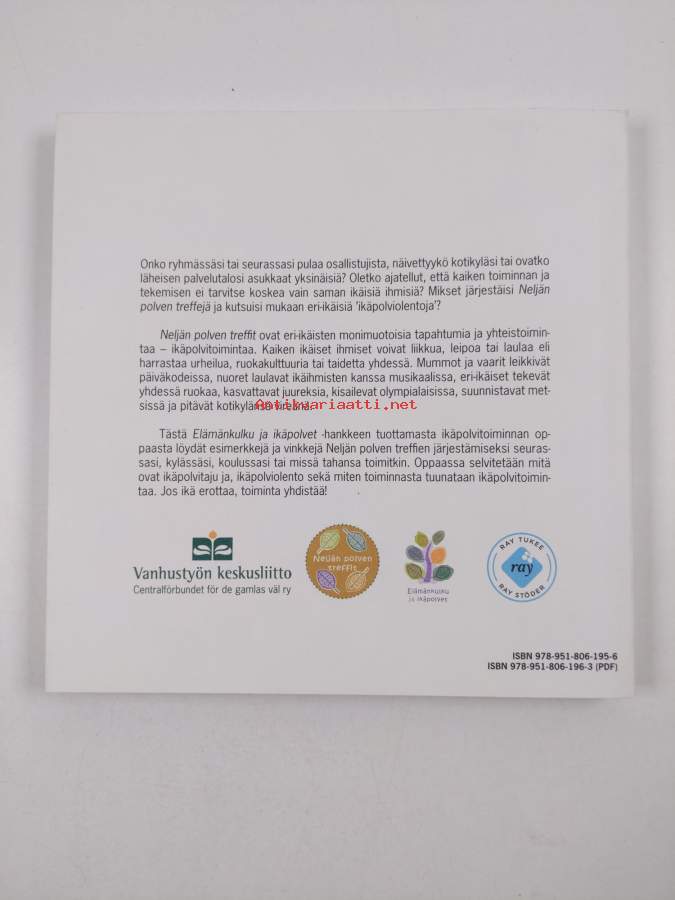 Onko ryhmässäsi tai seurassasi pulaa osallistujista, näivettyykö kotikyläsi tai ovatko
läheisen palvelutalosi asukkaat yksinäisiä? Oletko ajatellut, että kaiken toiminnan ja
tekemisen ei tarvitse koskea vain saman ikäisiä ihmisiä? Mikset järjestäisi Neljän
polven treffejä ja kutsuisi mukaan eri-ikäisiä 'ikäpolviolentoja'?
Neljän polven treffit ovat eri-ikäisten monimuotoisia tapahtumia ja yhteistoimin-
taa – ikäpolvitoimintaa. Kaiken ikäiset ihmiset voivat liikkua, leipoa tai laulaa eli
harrastaa urheilua, ruokakulttuuria tai taidetta yhdessä. Mummot ja vaarit leikkivät
päiväkodeissa, nuoret laulavat ikäihmisten kanssa musikaalissa, eri-ikäiset tekevät
yhdessä ruokaa, kasvattavat juureksia, kisailevat olympialaisissa, suunnistavat met-
sissä ja pitävät kotikylänsä vireänä.
Antikvariaatti.net
Tästä Elämänkulku ja ikäpolvet -hankkeen tuottamasta ikäpolvitoiminnan op-
paasta löydät esimerkkejä ja vinkkejä Neljän polven treffien järjestämiseksi seuras-
sasi, kylässäsi, koulussasi tai missä tahansa toimitkin. Oppaassa selvitetään mitä
ovat ikäpolvitaju ja, ikäpolviolento sekä miten toiminnasta tuunataan ikäpolvitoimin-
taa. Jos ikä erottaa, toiminta yhdistää!
Vanhustyön keskusliitto
Centralförbundet för de gamlas väl ry
Neljän polven
treffit
Elämänkulku
ja ikäpolvet
RAY TUKEE
ray
RAY STÖDER
ISBN 978-951-806-195-6
ISBN 978-951-806-196-3 (PDF)